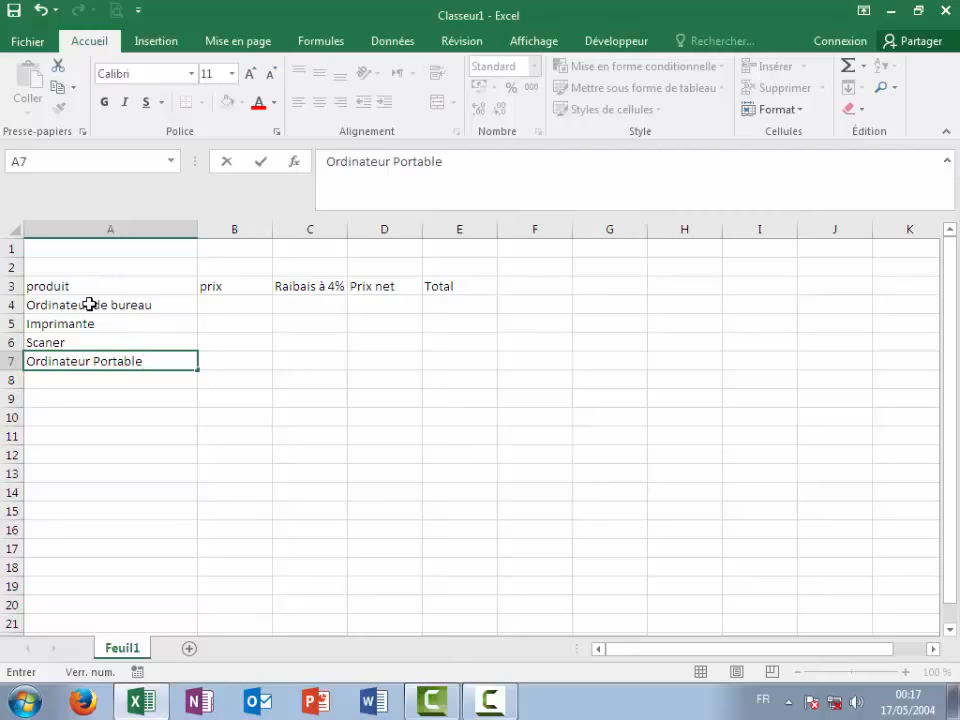 Classeur1 - Excel
Fichier Accueil Insertion Mise en page Formules Données Révision Affichage Développeur Rechercher... Connexion Partager
Coller
Calibri 11
G I S
Standard
% 000
Mise en forme conditionnelle
Mettre sous forme de tableau
Styles de cellules
Insérer
Supprimer
Format
Presse-papiers Police Alignement Nombre Style Cellules Édition
A7 fx Ordinateur Portable
A B C D E F G H I J K
1
2
3 produit prix Raibais à 4% Prix net Total
4 Ordinateur de bureau
5 Imprimante
6 Scaner
7 Ordinateur Portable
8
9
10
11
12
13
14
15
16
17
18
19
20
21
Feuil1
Entrer Verr. num. 100 %
FR 00:17
17/05/2004